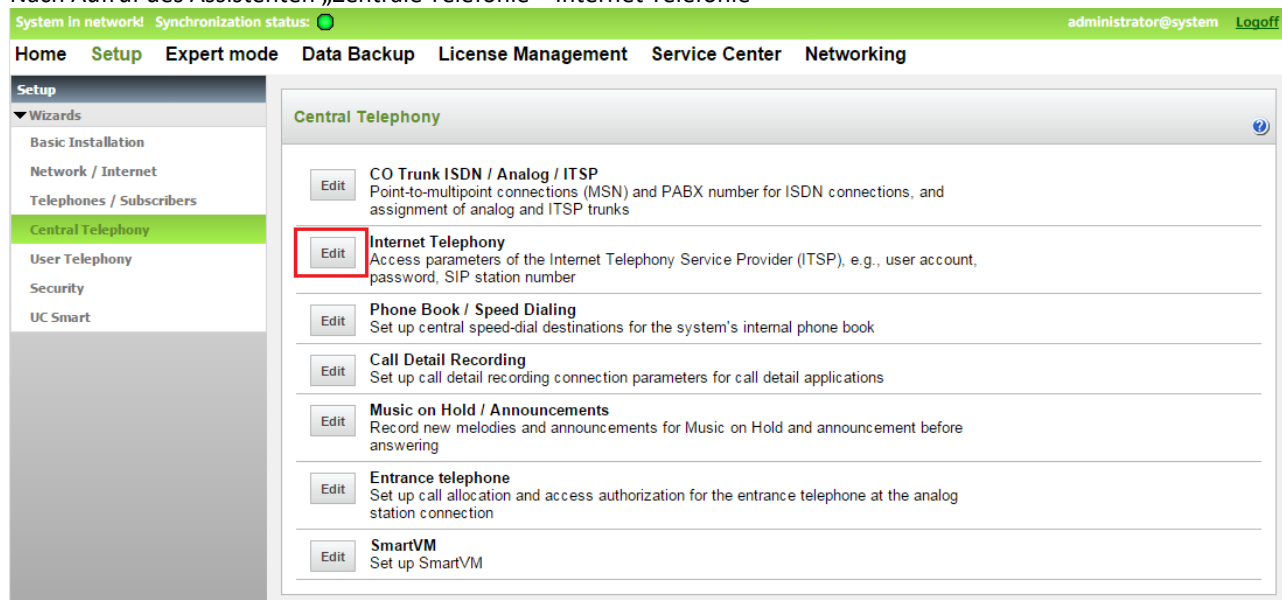 Nach Aufruf des Assistenten „Zentrale Telefonie – Internet Telefonie“
System in network! Synchronization status:
administrator@system Logoff
Home Setup Expert mode Data Backup License Management Service Center Networking
Setup
Wizards
Basic Installation
Network / Internet
Telephones / Subscribers
Central Telephony
User Telephony
Security
UC Smart
Central Telephony
?
Edit
CO Trunk ISDN / Analog / ITSP
Point-to-multipoint connections (MSN) and PABX number for ISDN connections, and
assignment of analog and ITSP trunks
Edit
Internet Telephony
Access parameters of the Internet Telephony Service Provider (ITSP), e.g., user account,
password, SIP station number
Edit
Phone Book / Speed Dialing
Set up central speed-dial destinations for the system's internal phone book
Edit
Call Detail Recording
Set up call detail recording connection parameters for call detail applications
Edit
Music on Hold / Announcements
Record new melodies and announcements for Music on Hold and announcement before
answering
Edit
Entrance telephone
Set up call allocation and access authorization for the entrance telephone at the analog
station connection
Edit
SmartVM
Set up SmartVM